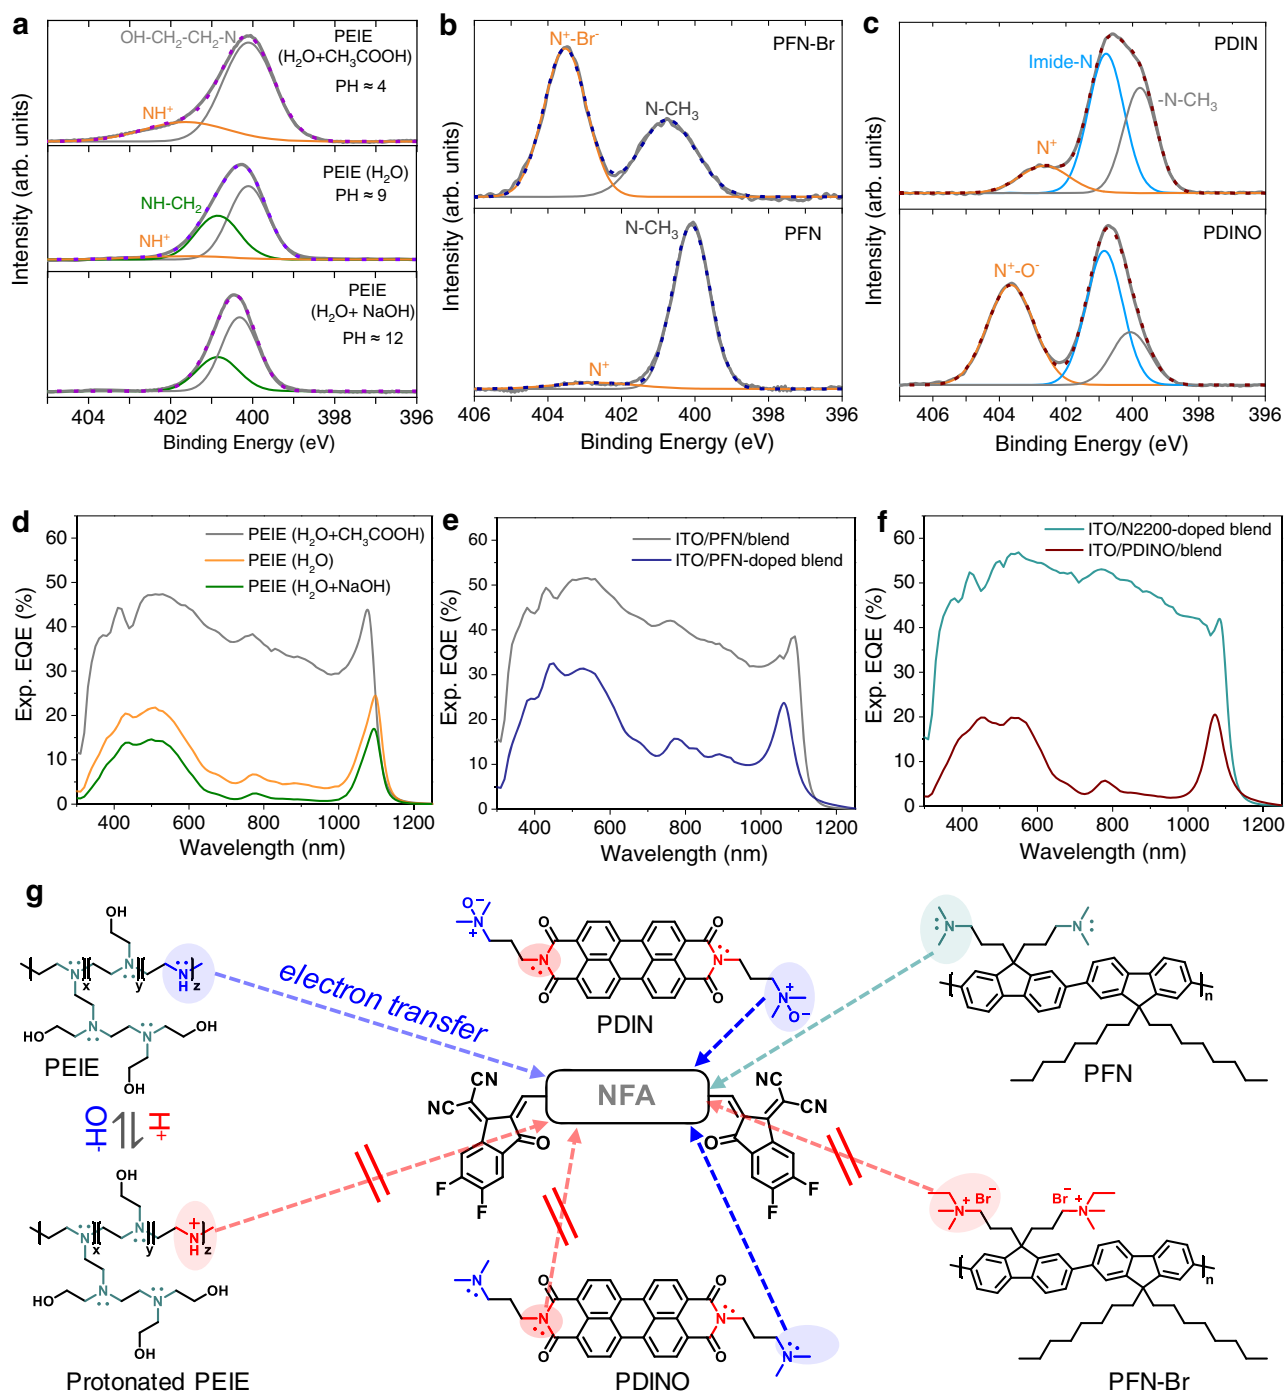 a
OH-CH₂-CH₂-N
PEIE
(H₂O+CH₃COOH)
PH ≈ 4
NH⁺
PEIE (H₂O)
PH ≈ 9
NH-CH₂
NH⁺
PEIE
(H₂O+ NaOH)
PH ≈ 12
Intensity (arb. units)
404 402 400 398 396
Binding Energy (eV)
b
N⁺-Br⁻
PFN-Br
N-CH₃
N-CH₃
PFN
N⁺
Intensity (arb. units)
406 404 402 400 398 396
Binding Energy (eV)
c
PDIN
Imide-N
-N-CH₃
N⁺
PDINO
N⁺-O⁻
Intensity (arb. units)
406 404 402 400 398 396
Binding Energy (eV)
d
PEIE (H₂O+CH₃COOH)
PEIE (H₂O)
PEIE (H₂O+NaOH)
Exp. EQE (%)
60
50
40
30
20
10
0
400 600 800 1000 1200
Wavelength (nm)
e
ITO/PFN/blend
ITO/PFN-doped blend
Exp. EQE (%)
60
50
40
30
20
10
0
400 600 800 1000 1200
Wavelength (nm)
f
ITO/N2200-doped blend
ITO/PDINO/blend
Exp. EQE (%)
60
50
40
30
20
10
0
400 600 800 1000 1200
Wavelength (nm)
g
OH
OH
N N N
H
x y z
N N
HO OH
OH
PEIE
electron transfer
-HO H+
OH
OH
N N N
+
H
x y z
N N
HO OH
OH
Protonated PEIE
O⁻
N
+
O O
N N
O O
N
+
O⁻
PDIN
N N
n
PFN
CN
NC
O
F
F
NFA
CN
CN
O
F
F
N
O O
N N
O O
N
PDINO
N + Br⁻ Br⁻ + N
n
PFN-Br